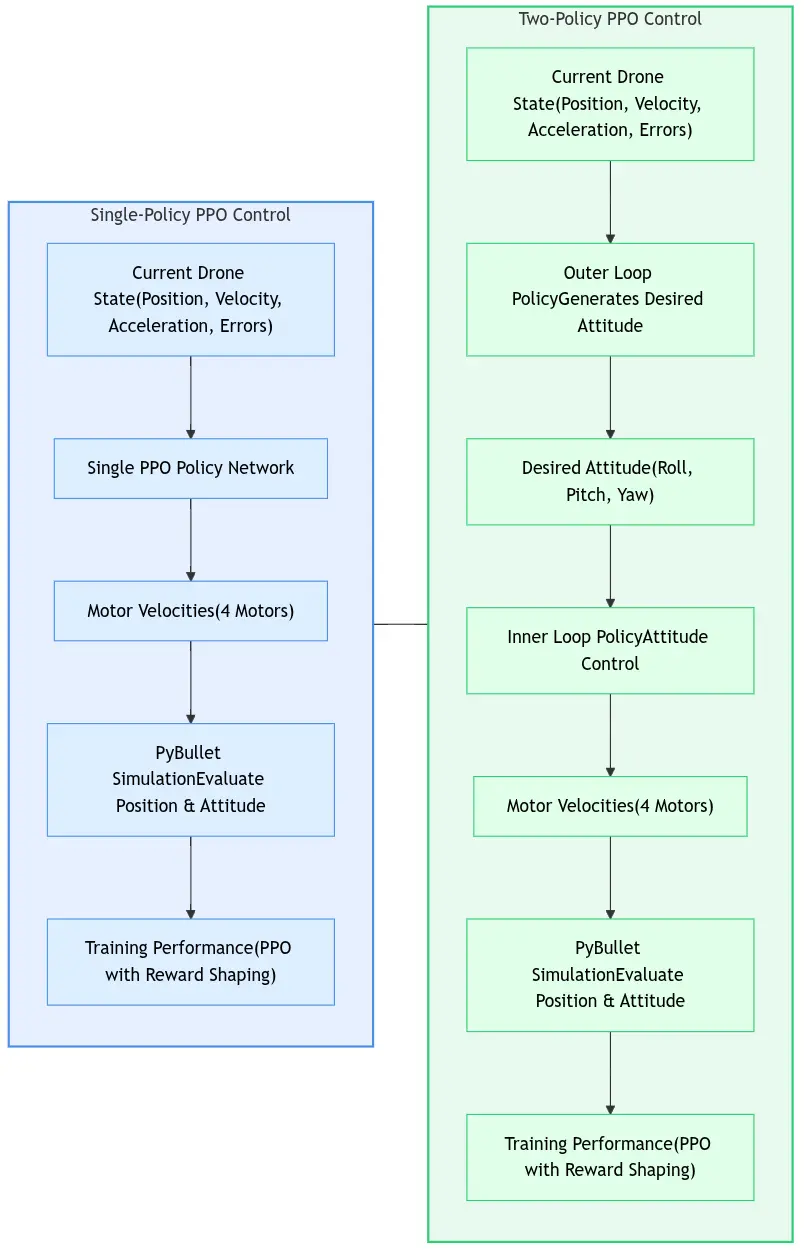 Single-Policy PPO Control
Current Drone
State(Position, Velocity,
Acceleration, Errors)
Single PPO Policy Network
Motor Velocities(4 Motors)
PyBullet
SimulationEvaluate
Position & Attitude
Training Performance(PPO
with Reward Shaping)
Two-Policy PPO Control
Current Drone
State(Position, Velocity,
Acceleration, Errors)
Outer Loop
PolicyGenerates Desired
Attitude
Desired Attitude(Roll,
Pitch, Yaw)
Inner Loop PolicyAttitude
Control
Motor Velocities(4 Motors)
PyBullet
SimulationEvaluate
Position & Attitude
Training Performance(PPO
with Reward Shaping)